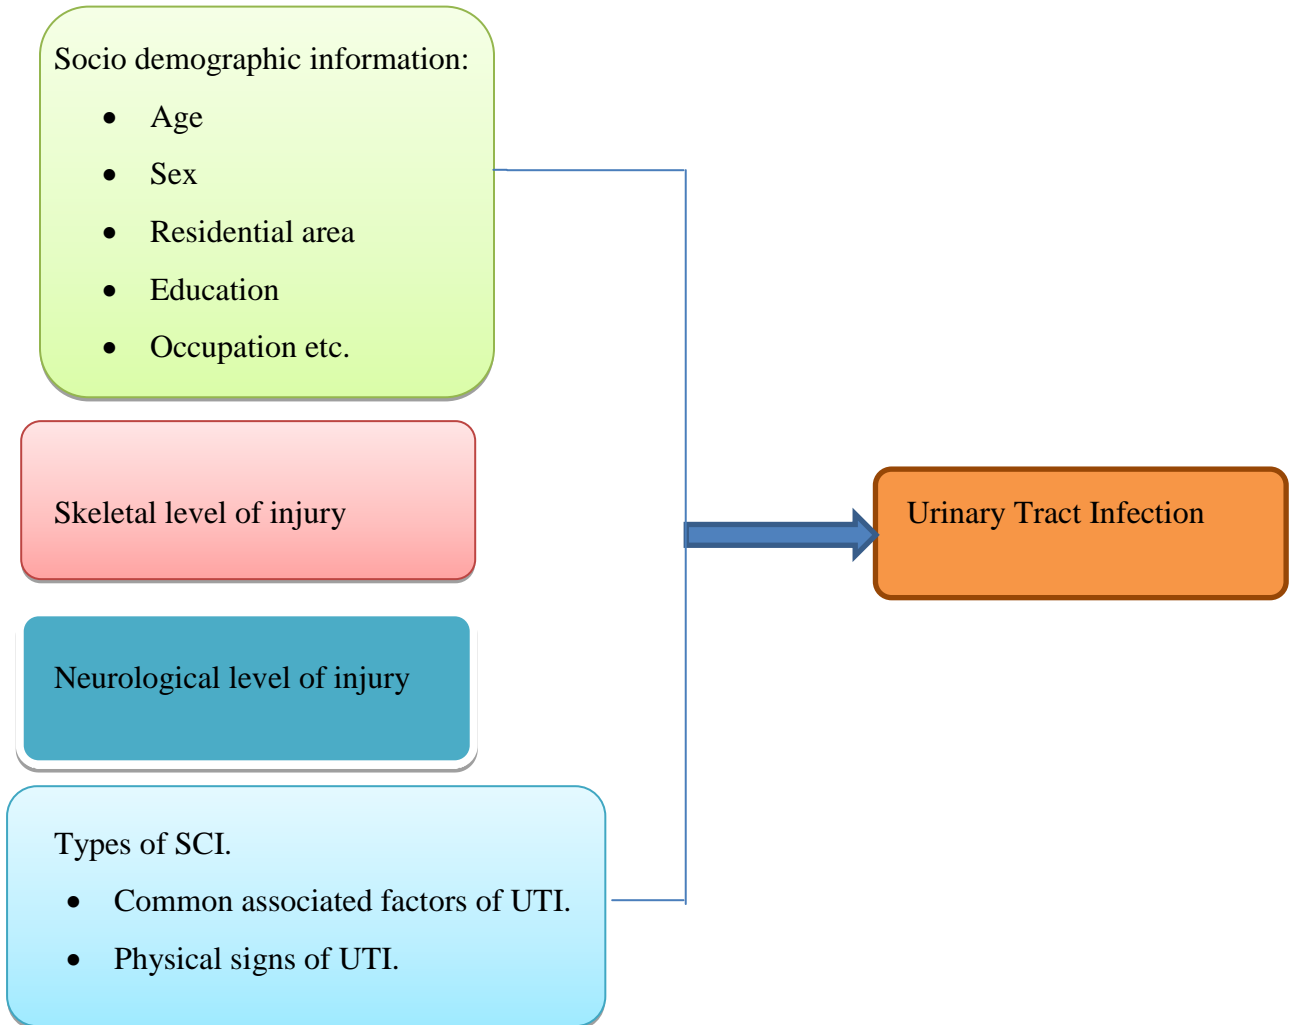 Socio demographic information:
• Age
• Sex
• Residential area
• Education
• Occupation etc.
Skeletal level of injury
Neurological level of injury
Types of SCI.
• Common associated factors of UTI.
• Physical signs of UTI.
Urinary Tract Infection